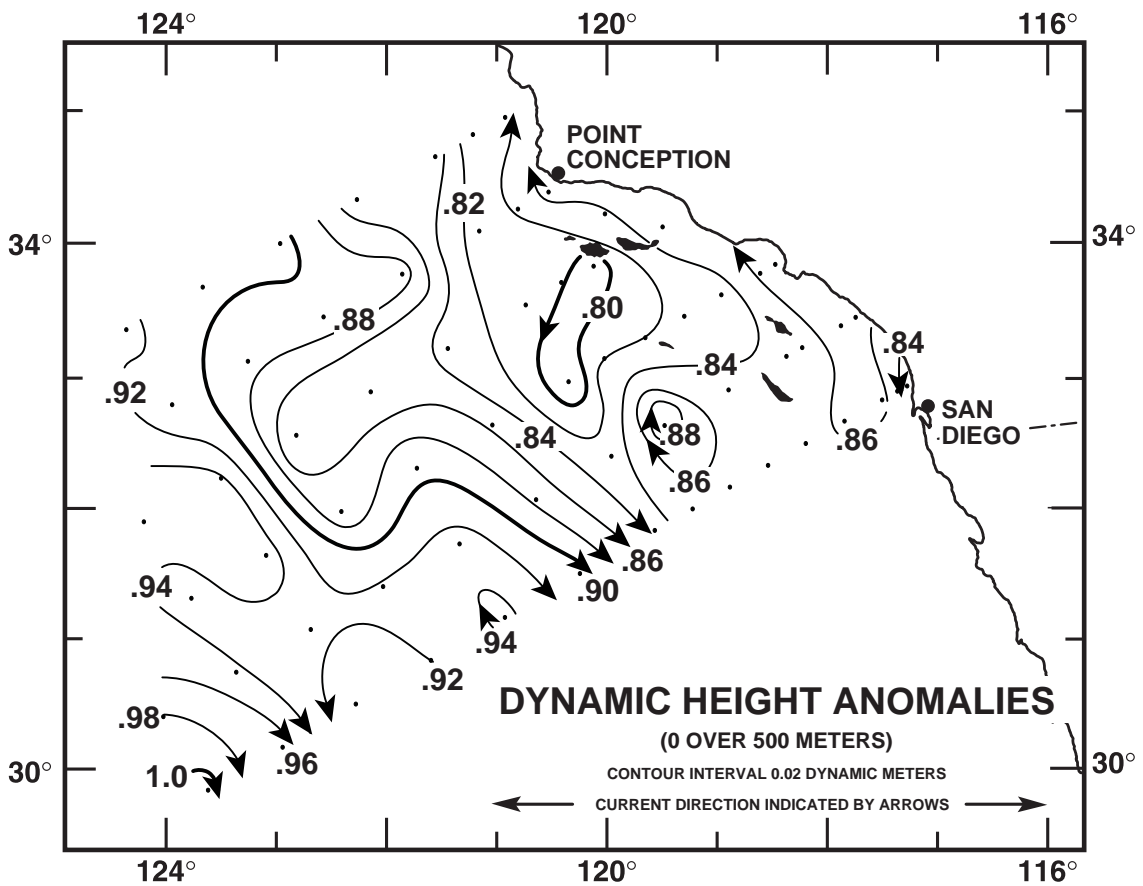 124° 120° 116°
POINT
CONCEPTION
.82
34° 34°
.80
.88
.84
.84
.92
SAN
DIEGO
.88
.84
.86
.86
.86
.94
.90
.94
.92
DYNAMIC HEIGHT ANOMALIES
.98
(0 OVER 500 METERS)
.96
30° 30°
1.0
CONTOUR INTERVAL 0.02 DYNAMIC METERS
CURRENT DIRECTION INDICATED BY ARROWS
124° 120° 116°